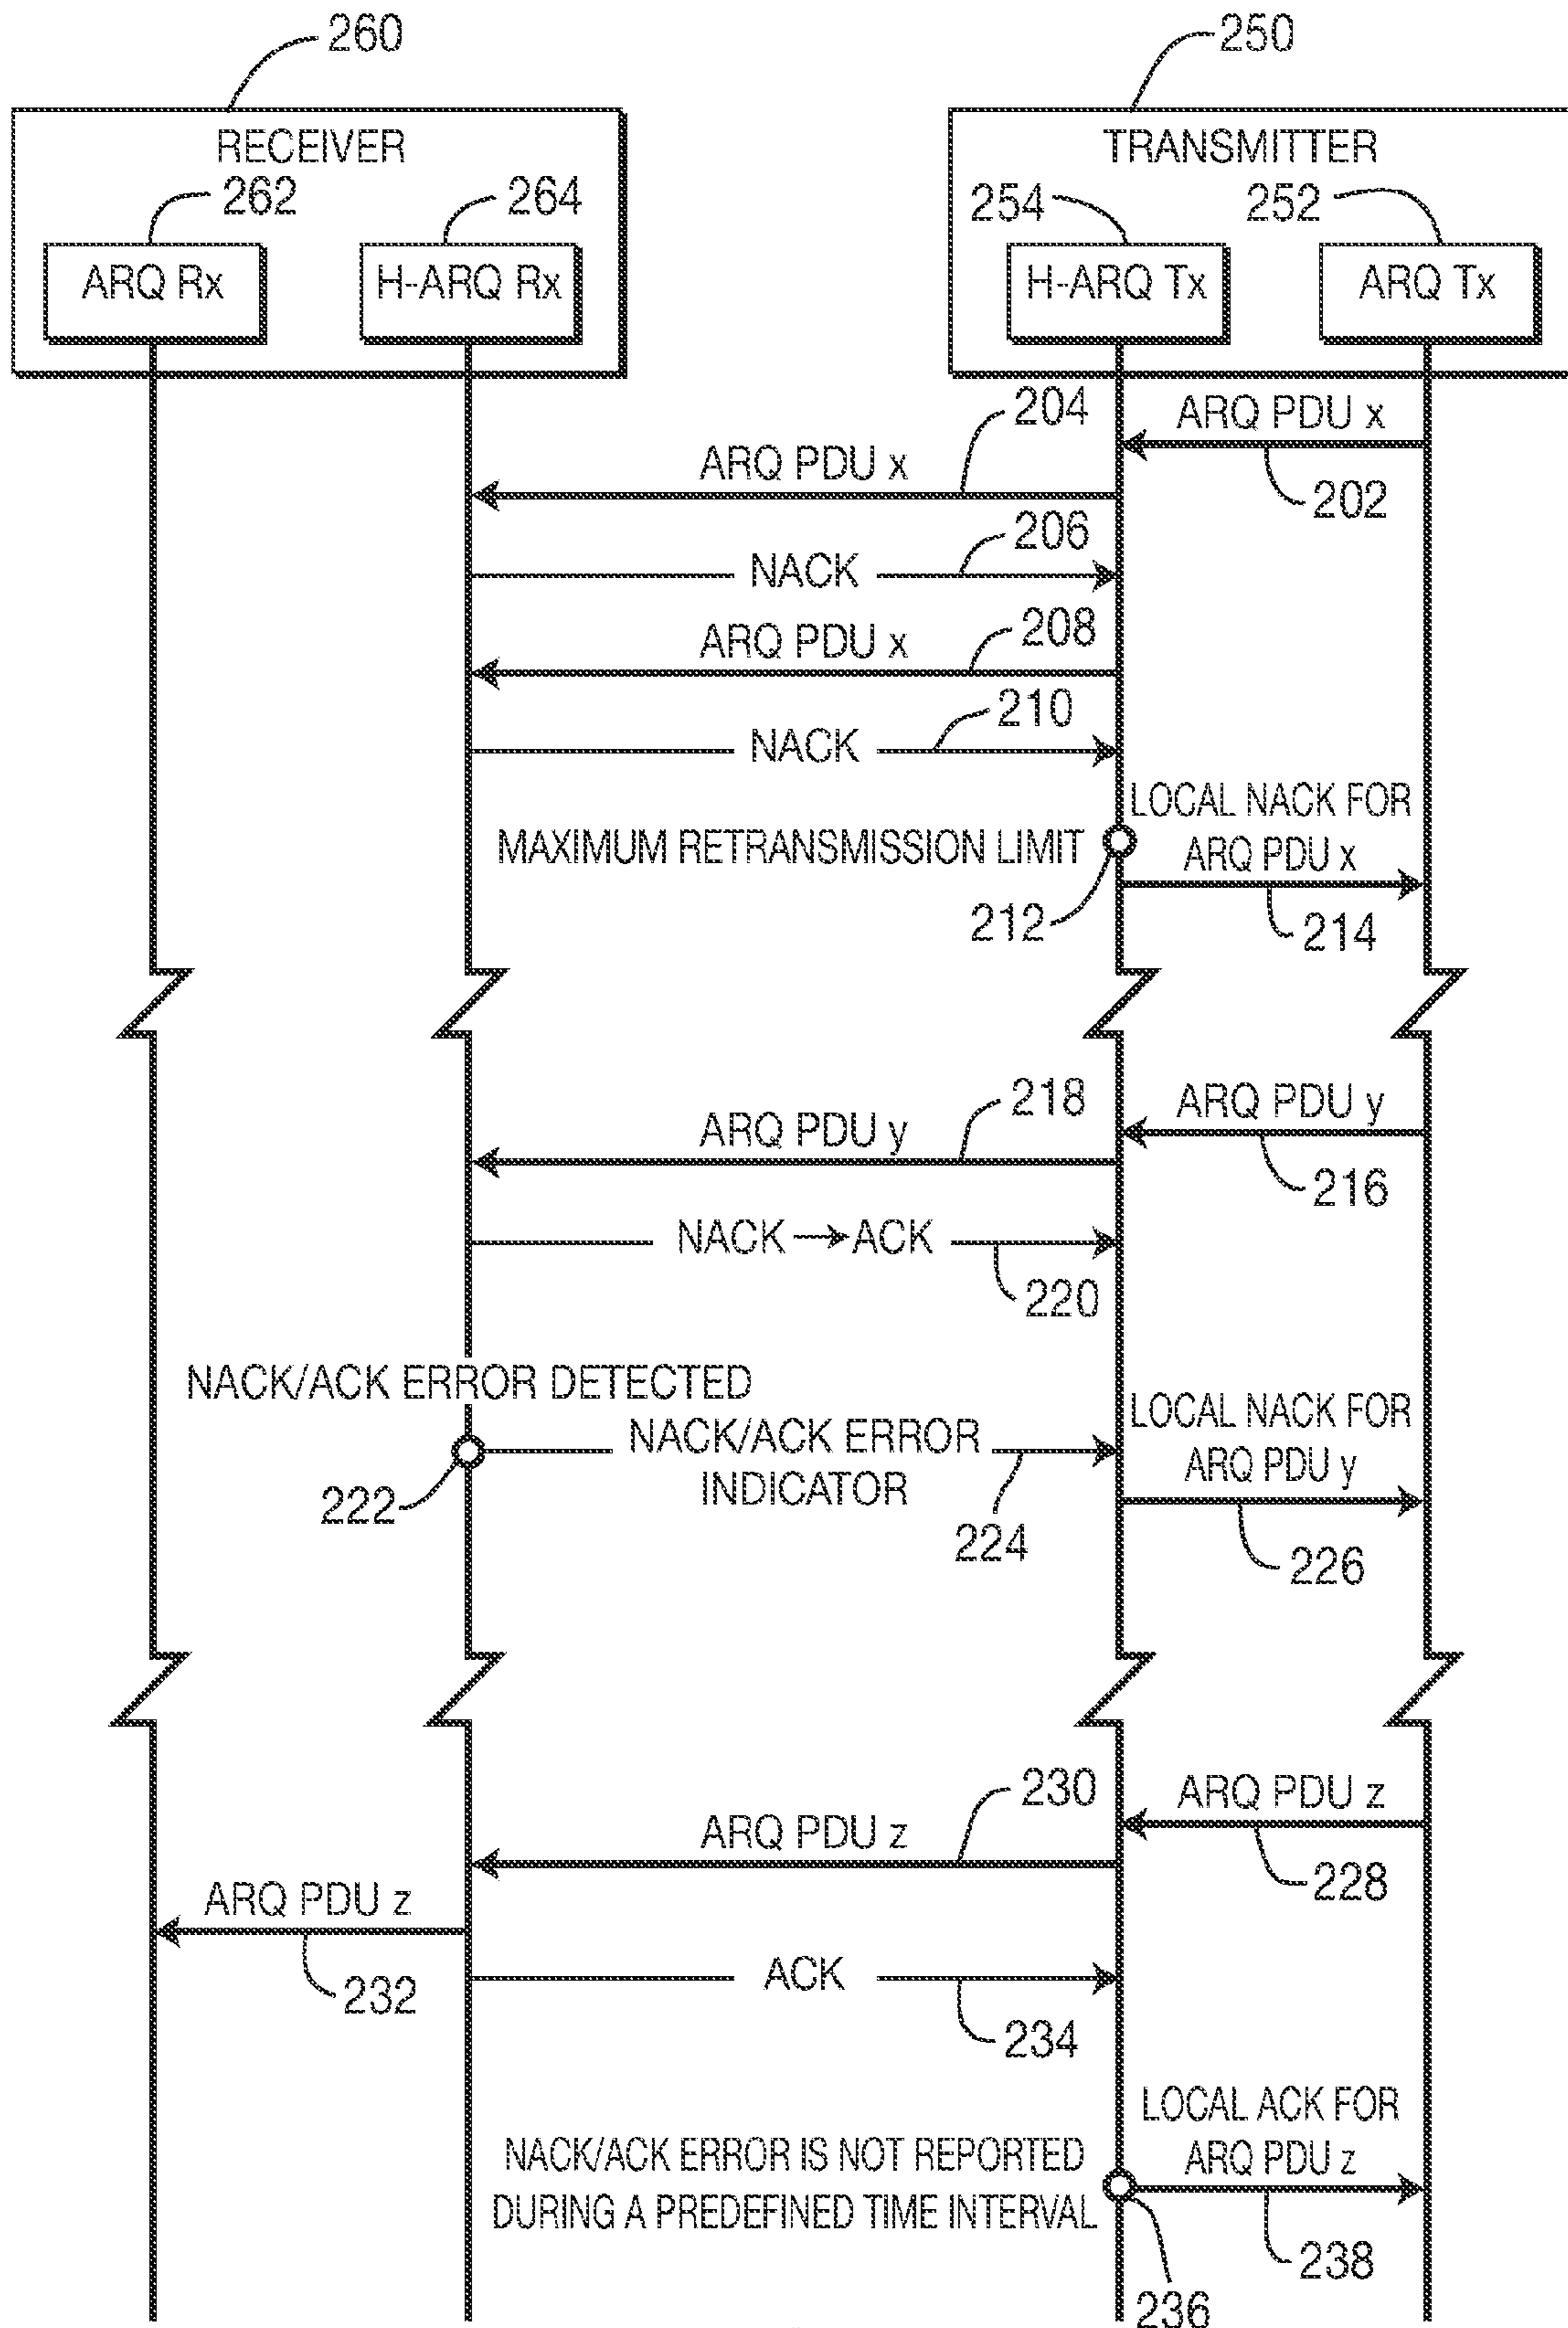 260
250
RECEIVER
TRANSMITTER
262
264
254
252
ARQ Rx
H-ARQ Rx
H-ARQ Tx
ARQ Tx
204
ARQ PDU x
ARQ PDU x
202
206
NACK
208
ARQ PDU x
210
NACK
LOCAL NACK FOR
ARQ PDU x
MAXIMUM RETRANSMISSION LIMIT
212
214
218
ARQ PDU y
ARQ PDU y
216
NACK → ACK
220
NACK/ACK ERROR DETECTED
LOCAL NACK FOR
ARQ PDU y
NACK/ACK ERROR
INDICATOR
222
224
226
230
ARQ PDU z
ARQ PDU z
228
ARQ PDU z
232
ACK
234
LOCAL ACK FOR
ARQ PDU z
NACK/ACK ERROR IS NOT REPORTED
DURING A PREDEFINED TIME INTERVAL
238
236